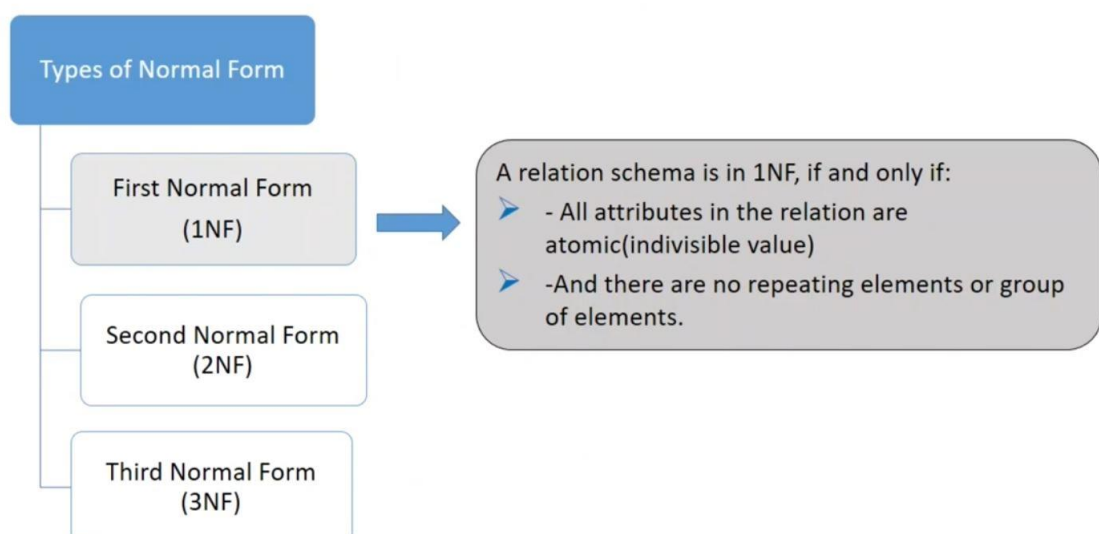 Types of Normal Form
First Normal Form
(1NF)
A relation schema is in 1NF, if and only if:
- All attributes in the relation are
atomic(indivisible value)
-And there are no repeating elements or group
of elements.
Second Normal Form
(2NF)
Third Normal Form
(3NF)